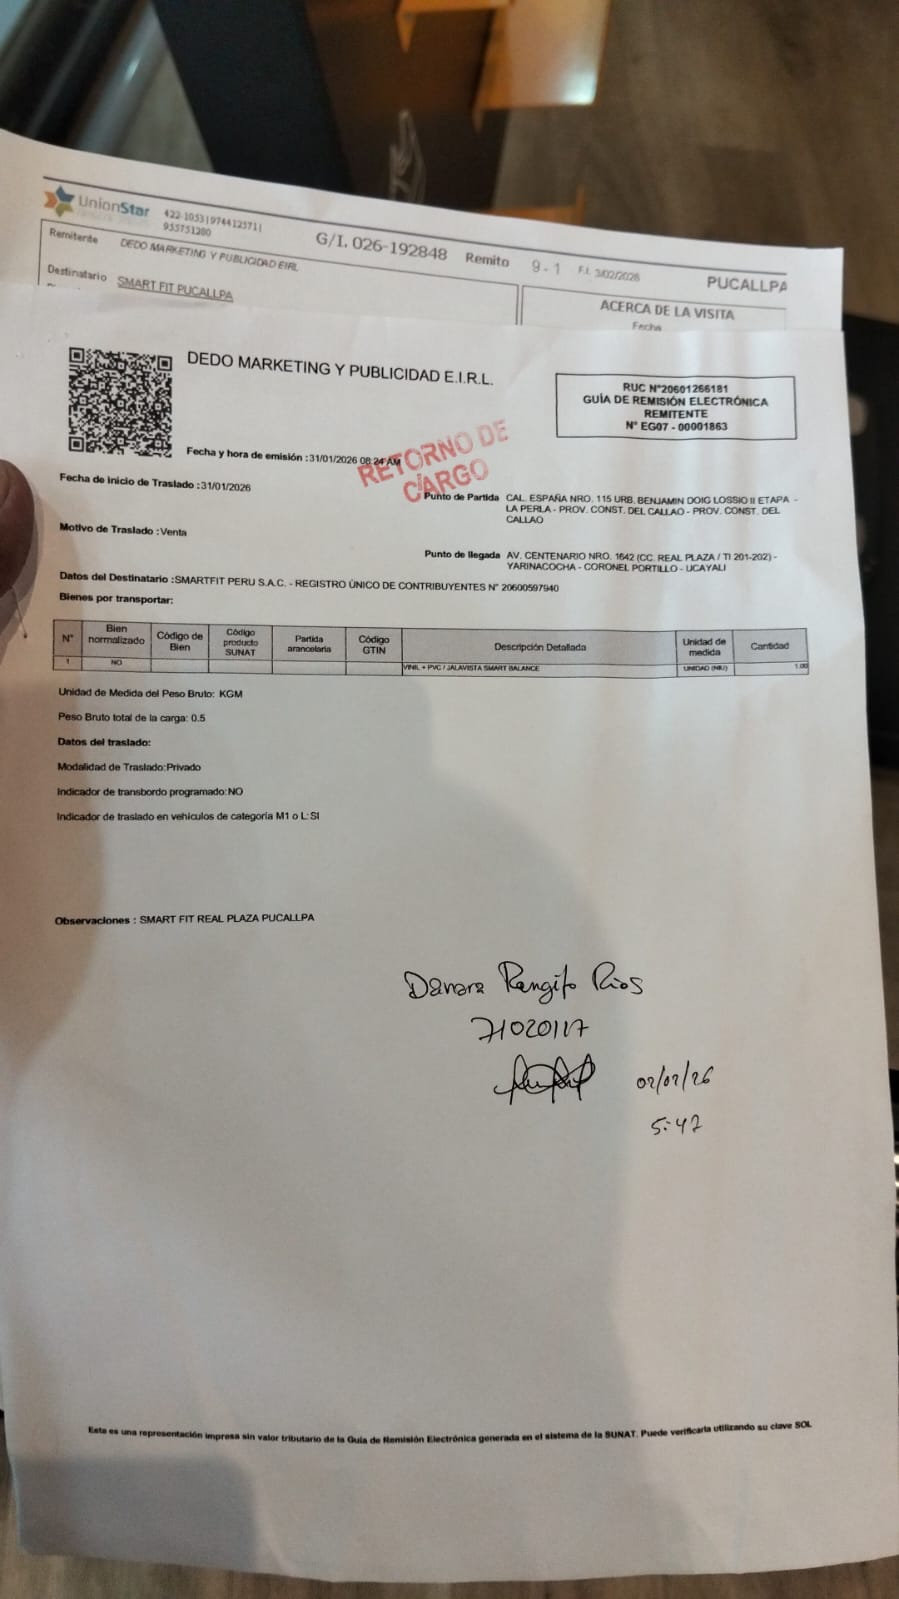 UnionStar
422-1053|974412571|
955751200
G/I. 026-192848 Remito 9 - 1 F.I. 3/02/2026 PUCALLPA
Remitente DEDO MARKETING Y PUBLICIDAD EIRL
Destinatario SMART FIT PUCALLPA
ACERCA DE LA VISITA
Fecha
DEDO MARKETING Y PUBLICIDAD E.I.R.L.
RUC N°20601266181
GUÍA DE REMISIÓN ELECTRÓNICA
REMITENTE
N° EG07 - 00001863
Fecha y hora de emisión :31/01/2026 08:24 AM
RETORNO DE
CARGO
Fecha de inicio de Traslado :31/01/2026
Punto de Partida CAL. ESPAÑA NRO. 115 URB. BENJAMIN DOIG LOSSIO II ETAPA -
LA PERLA - PROV. CONST. DEL CALLAO - PROV. CONST. DEL
CALLAO
Motivo de Traslado :Venta
Punto de llegada AV. CENTENARIO NRO. 1642 (CC. REAL PLAZA / TI 201-202) -
YARINACOCHA - CORONEL PORTILLO - UCAYALI
Datos del Destinatario :SMARTFIT PERU S.A.C. - REGISTRO ÚNICO DE CONTRIBUYENTES N° 20600597940
Bienes por transportar:
N° Bien normalizado Código de Bien Código producto SUNAT Partida arancelaria Código GTIN Descripción Detallada Unidad de medida Cantidad
1 NO VINIL + PVC / JALAVISTA SMART BALANCE UNIDAD (NIU) 1.00
Unidad de Medida del Peso Bruto: KGM
Peso Bruto total de la carga: 0.5
Datos del traslado:
Modalidad de Traslado:Privado
Indicador de transbordo programado:NO
Indicador de traslado en vehículos de categoría M1 o L:SI
Observaciones : SMART FIT REAL PLAZA PUCALLPA
Danara Rengifo Rios
71020117
02/02/26
5:47
Esta es una representación impresa sin valor tributario de la Guía de Remisión Electrónica generada en el sistema de la SUNAT. Puede verificarla utilizando su clave SOL